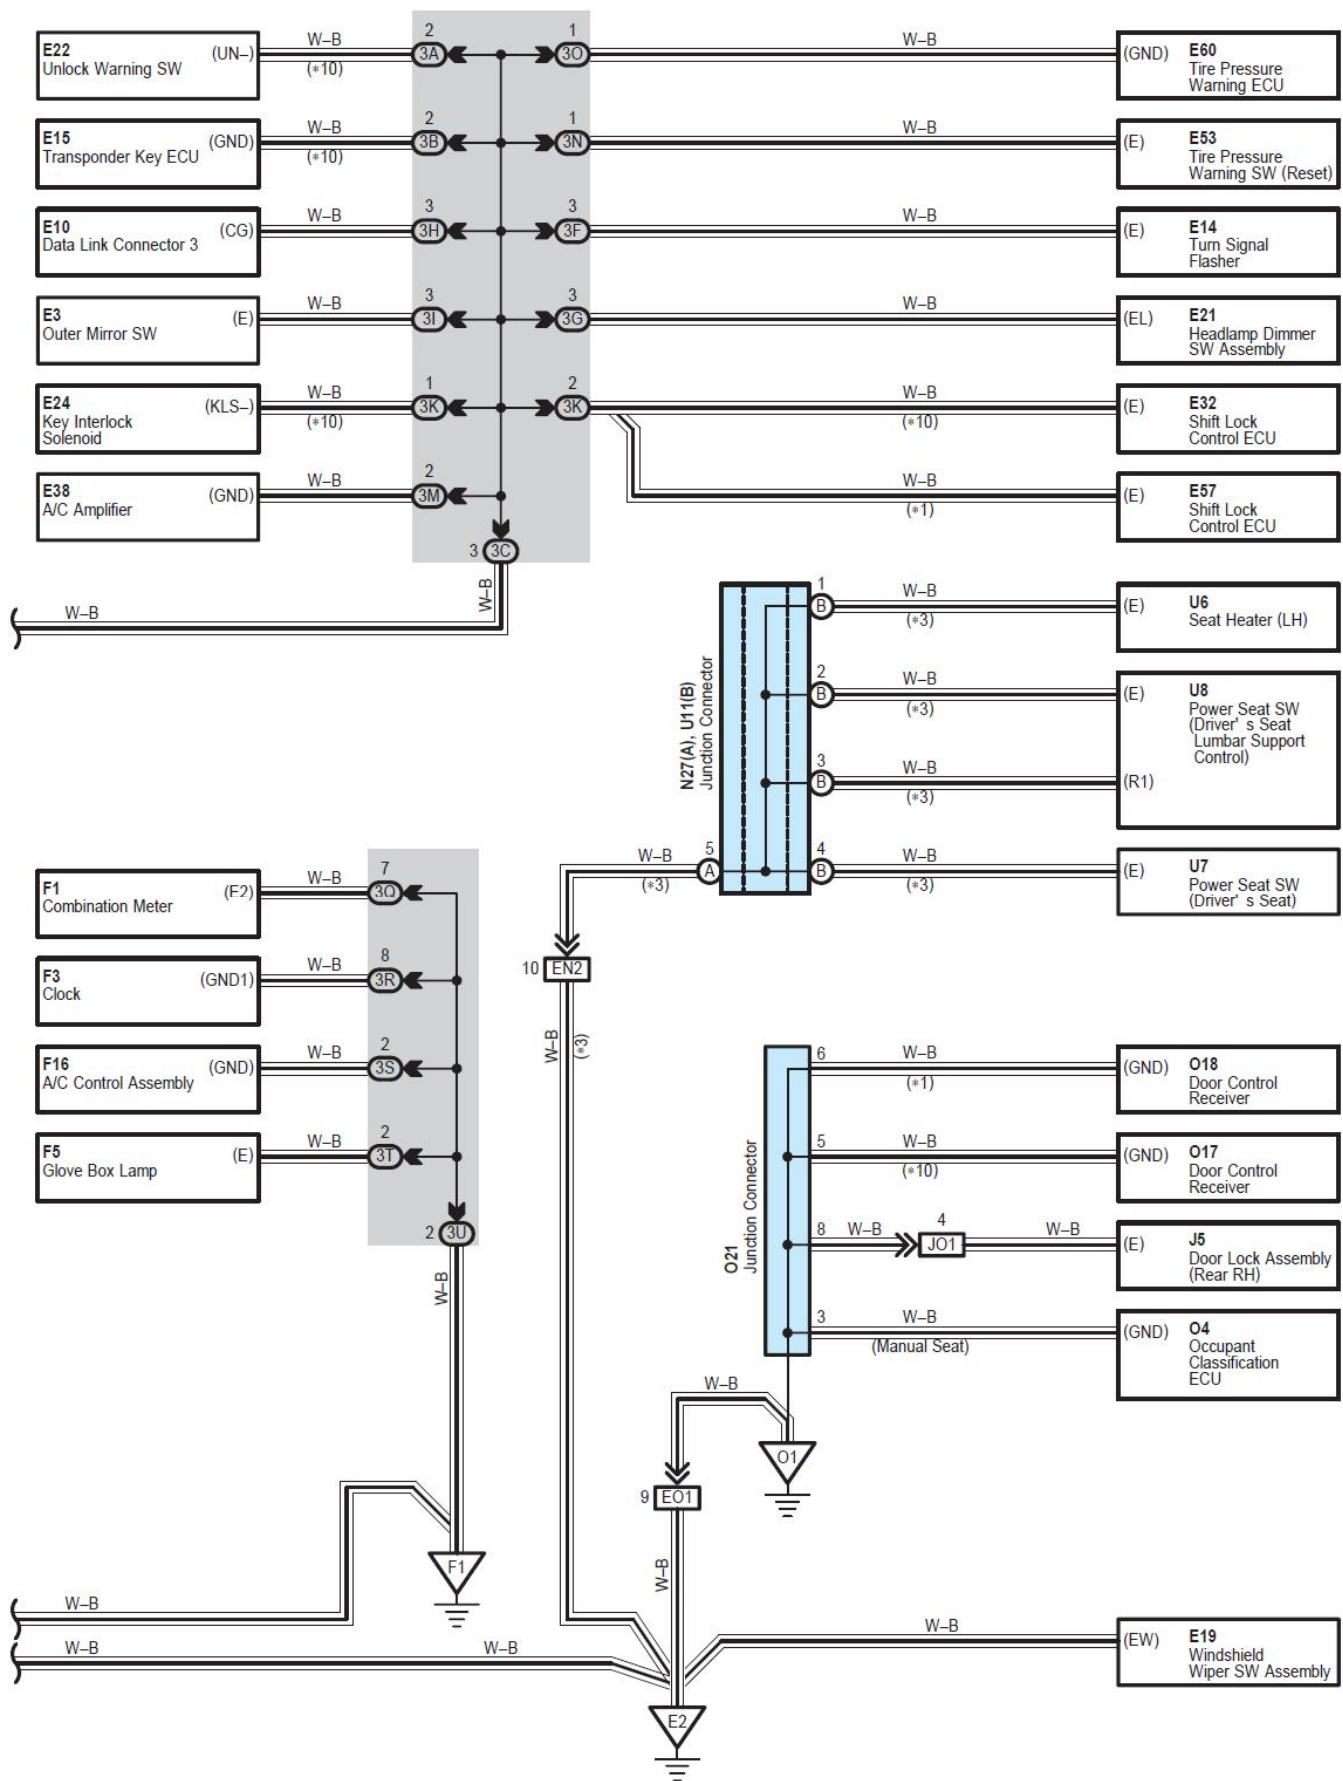 E22 (UN–) W–B 2 1 W–B (GND) E60
Unlock Warning SW (*10) 3A 3O Tire Pressure
Warning ECU
E15 (GND) W–B 2 1 W–B (E) E53
Transponder Key ECU (*10) 3B 3N Tire Pressure
Warning SW (Reset)
E10 (CG) W–B 3 3 W–B (E) E14
Data Link Connector 3 3H 3F Turn Signal
Flasher
E3 (E) W–B 3 3 W–B (EL) E21
Outer Mirror SW 3I 3G Headlamp Dimmer
SW Assembly
E24 (KLS–) W–B 1 2 W–B (E) E32
Key Interlock (*10) 3K 3K (*10) Shift Lock
Solenoid Control ECU
E38 (GND) W–B 2 W–B (E) E57
A/C Amplifier 3M (*1) Shift Lock
Control ECU
3 3C
W–B
W–B
N27(A), U11(B)
Junction Connector
1 W–B (E) U6
B (*3) Seat Heater (LH)
2 W–B (E) U8
B (*3) Power Seat SW
(Driver' s Seat
Lumbar Support
Control)
3 W–B
B (*3) (R1)
W–B 5 4 W–B (E) U7
(*3) A B (*3) Power Seat SW
(Driver' s Seat)
F1 (E2) W–B 7
Combination Meter 3Q
F3 (GND1) W–B 8
Clock 3R
10 EN2
W–B
(*3)
F16 (GND) W–B 2
A/C Control Assembly 3S
F5 (E) W–B 2
Glove Box Lamp 3T
2 3U
W–B
O21
Junction Connector
6 W–B (GND) O18
(*1) Door Control
Receiver
5 W–B (GND) O17
(*10) Door Control
Receiver
8 W–B 4 W–B (E) J5
JO1 Door Lock Assembly
(Rear RH)
3 W–B (GND) O4
(Manual Seat) Occupant
Classification
ECU
W–B
O1
9 EO1
W–B
F1
W–B
W–B W–B
W–B (EW) E19
Windshield
Wiper SW Assembly
E2